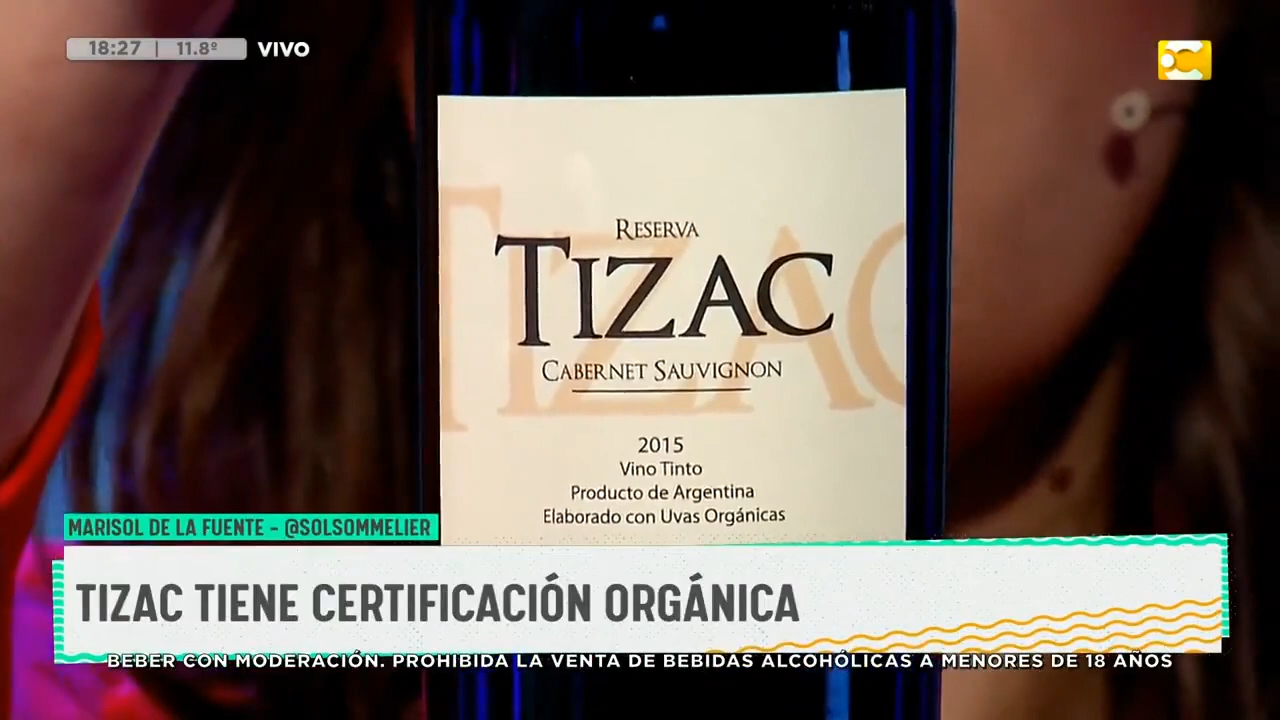 18:27 | 11.8º VIVO
RESERVA
TIZAC
CABERNET SAUVIGNON
2015
Vino Tinto
Producto de Argentina
Elaborado con Uvas Orgánicas
MARISOL DE LA FUENTE - @SOLSOMMELIER
TIZAC TIENE CERTIFICACIÓN ORGÁNICA
BEBER CON MODERACIÓN. PROHIBIDA LA VENTA DE BEBIDAS ALCOHÓLICAS A MENORES DE 18 AÑOS